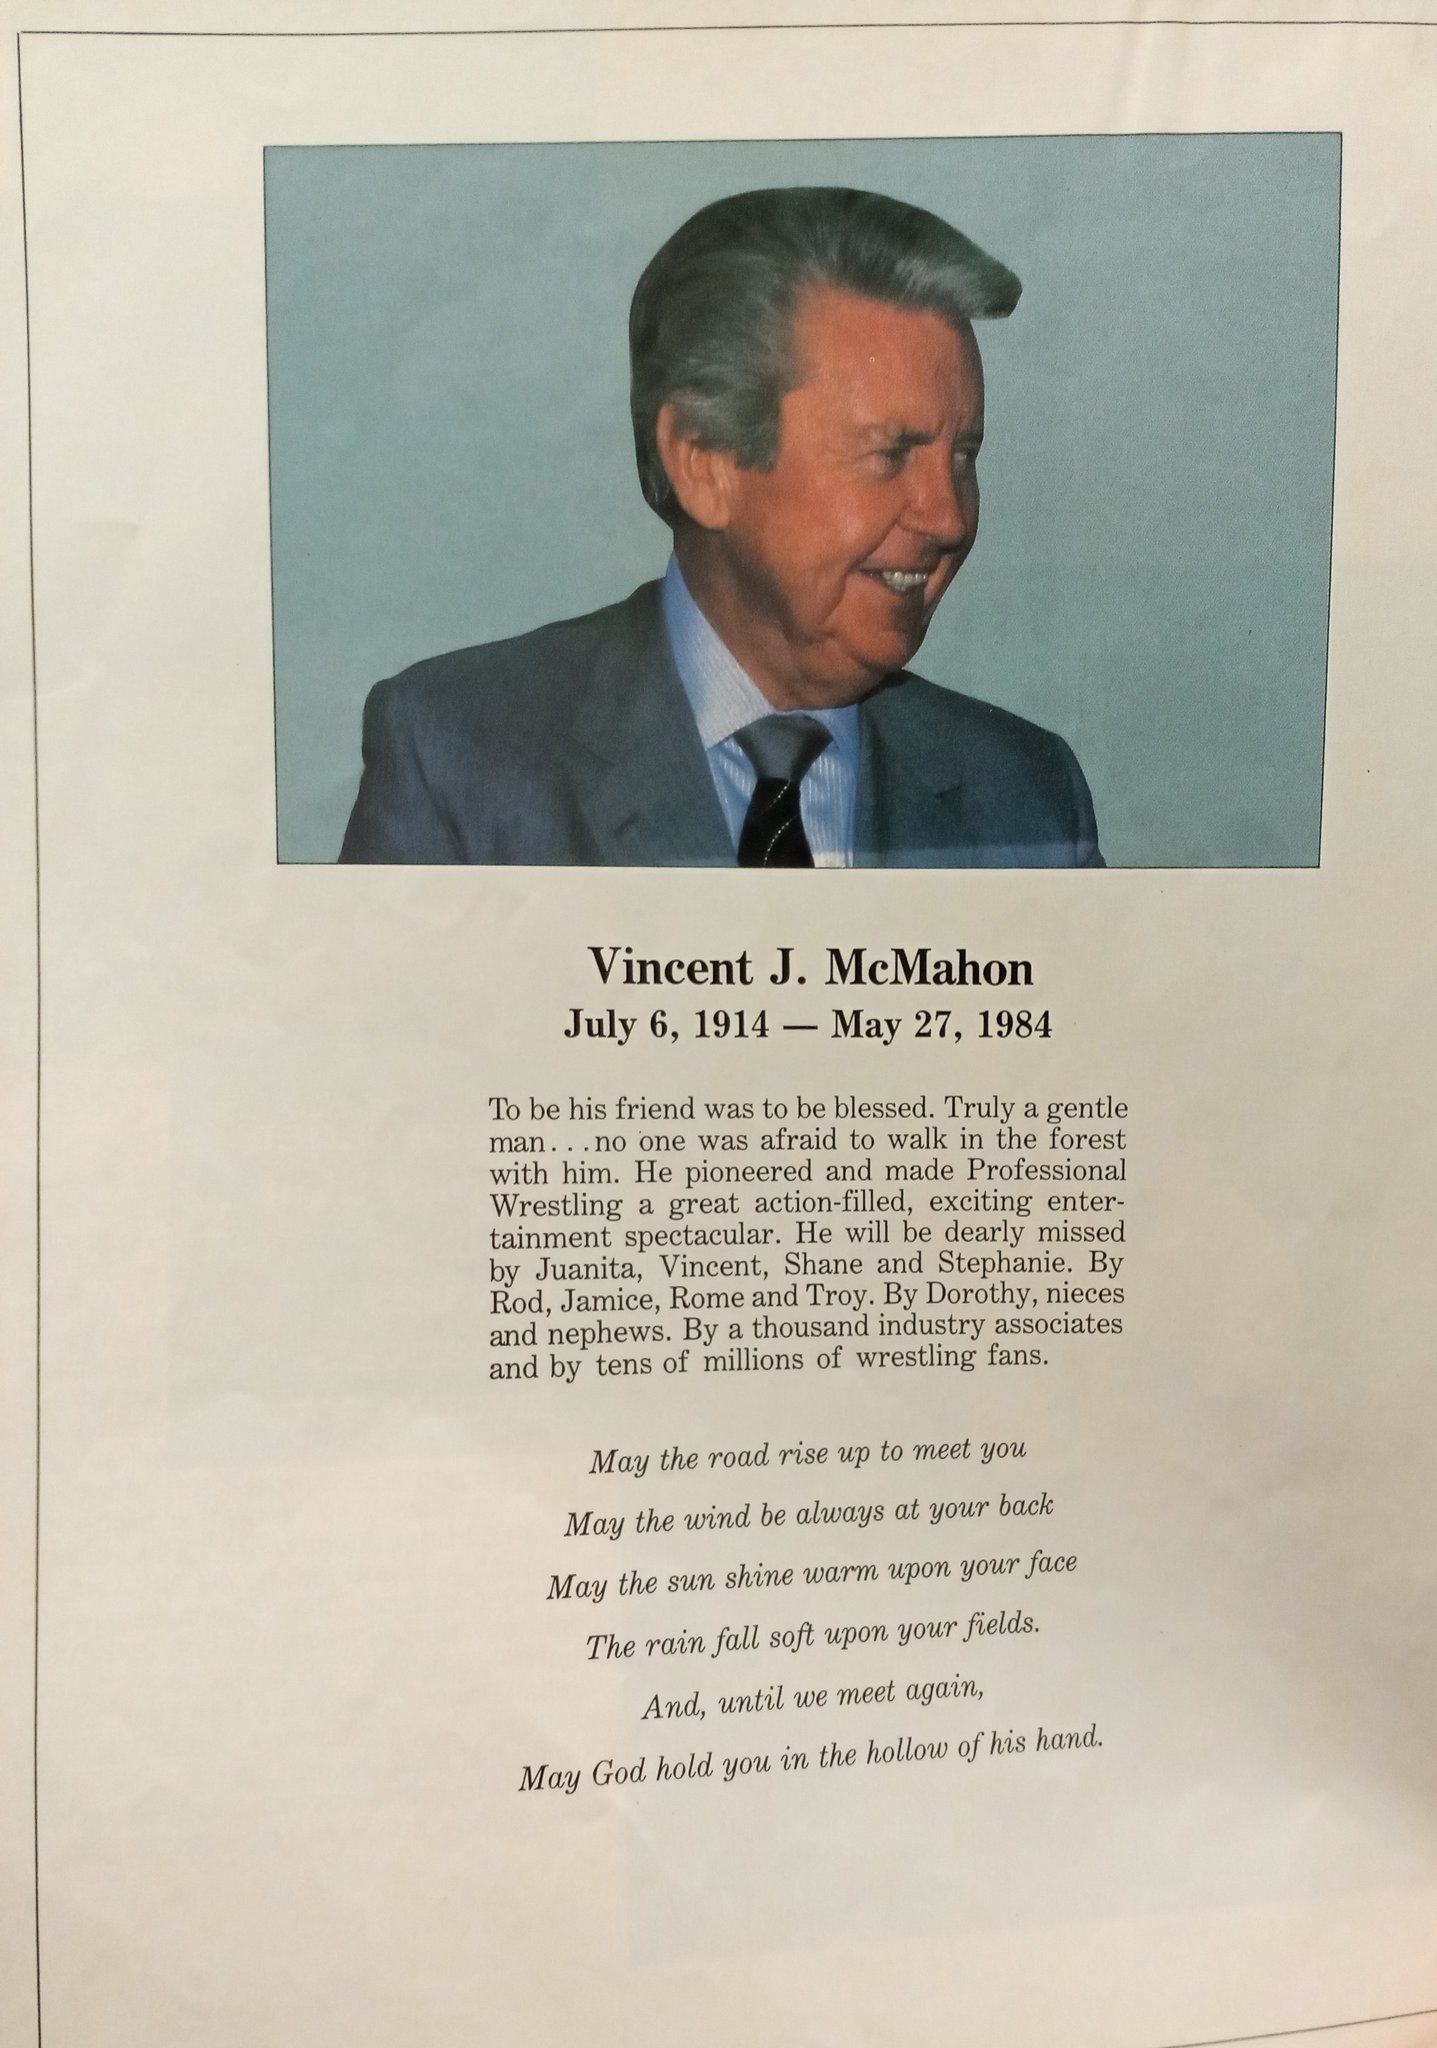 Vincent J. McMahon
July 6, 1914 — May 27, 1984
To be his friend was to be blessed. Truly a gentle
man...no one was afraid to walk in the forest
with him. He pioneered and made Professional
Wrestling a great action-filled, exciting enter-
tainment spectacular. He will be dearly missed
by Juanita, Vincent, Shane and Stephanie. By
Rod, Jamice, Rome and Troy. By Dorothy, nieces
and nephews. By a thousand industry associates
and by tens of millions of wrestling fans.
May the road rise up to meet you
May the wind be always at your back
May the sun shine warm upon your face
The rain fall soft upon your fields.
And, until we meet again,
May God hold you in the hollow of his hand.